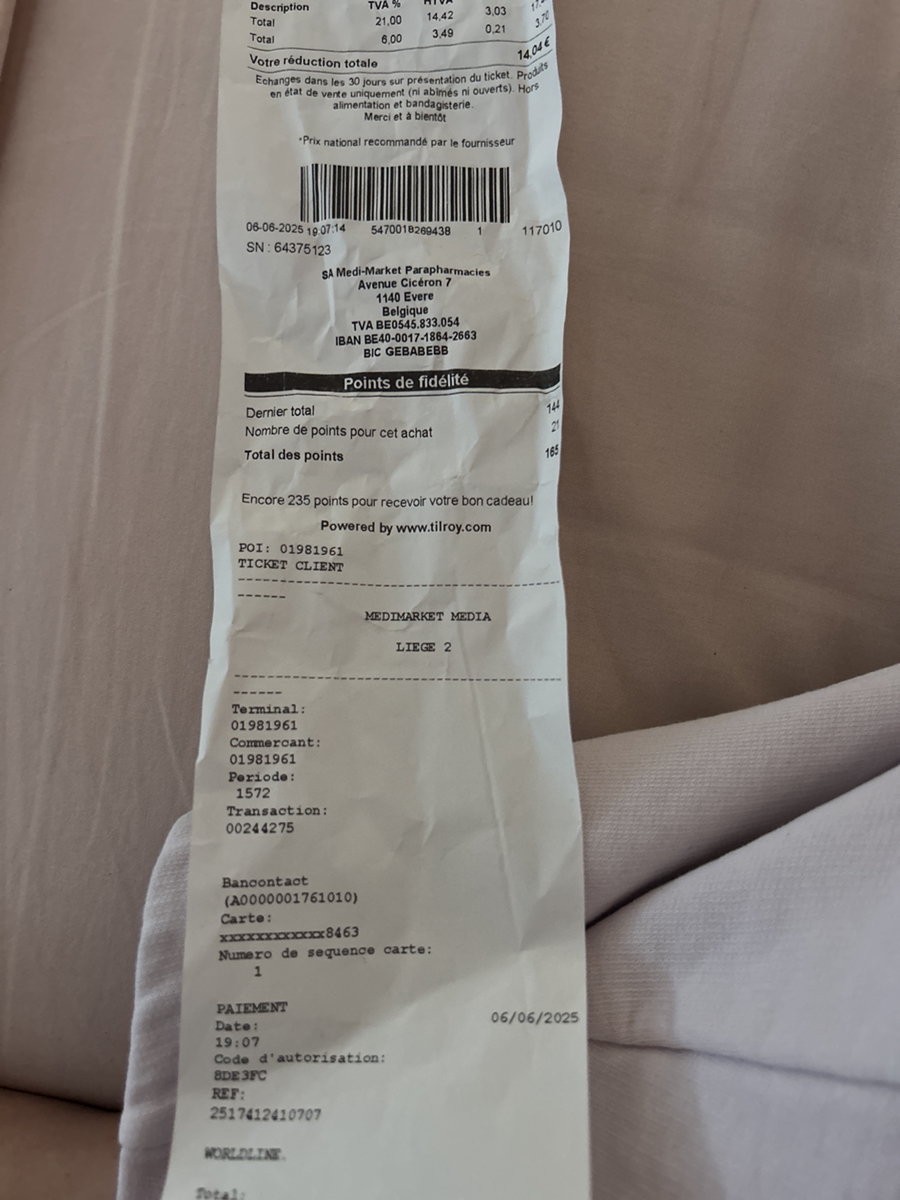 Description TVA % HTVA
Total 21,00 14,42 3,03
Total 6,00 3,49 0,21 3,70
Votre réduction totale 14,04 €
Echanges dans les 30 jours sur présentation du ticket. Produits
en état de vente uniquement (ni abîmés ni ouverts). Hors
alimentation et bandagisterie.
Merci et à bientôt
*Prix national recommandé par le fournisseur
06-06-2025 19:07:14 5470018269438 1 117010
SN : 64375123
SA Medi-Market Parapharmacies
Avenue Cicéron 7
1140 Evere
Belgique
TVA BE0545.833.054
IBAN BE40-0017-1864-2663
BIC GEBABEBB
Points de fidélité
Dernier total 144
Nombre de points pour cet achat 21
Total des points 165
Encore 235 points pour recevoir votre bon cadeau!
Powered by www.tilroy.com
POI: 01981961
TICKET CLIENT
--------------------------------
------
MEDIMARKET MEDIA
LIEGE 2
--------------------------------
------
Terminal:
01981961
Commercant:
01981961
Periode:
1572
Transaction:
00244275
Bancontact
(A0000001761010)
Carte:
xxxxxxxxxxxx8463
Numero de sequence carte:
1
PAIEMENT
Date: 06/06/2025
19:07
Code d'autorisation:
8DE3FC
REF:
2517412410707
WORLDLINE.
Total: